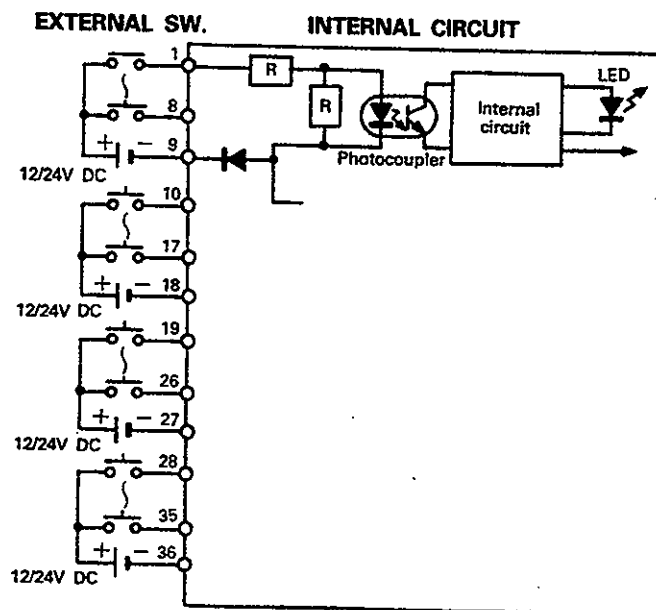 EXTERNAL SW.
INTERNAL CIRCUIT
1
R
LED
8
R
Internal
circuit
+ −
9
Photocoupler
12/24V DC
10
17
+ −
18
12/24V DC
19
26
+ −
27
12/24V DC
28
35
+ −
36
12/24V DC